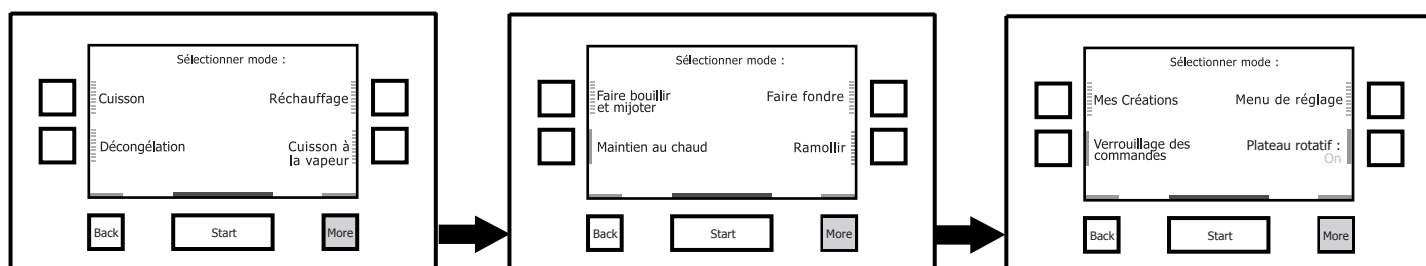 Sélectionner mode :
Cuisson
Réchauffage
Décongélation
Cuisson à
la vapeur
Back
Start
More
Sélectionner mode :
Faire bouillir
et mijoter
Faire fondre
Maintien au chaud
Ramollir
Back
Start
More
Sélectionner mode :
Mes Créations
Menu de réglage
Verrouillage des
commandes
Plateau rotatif :
On
Back
Start
More